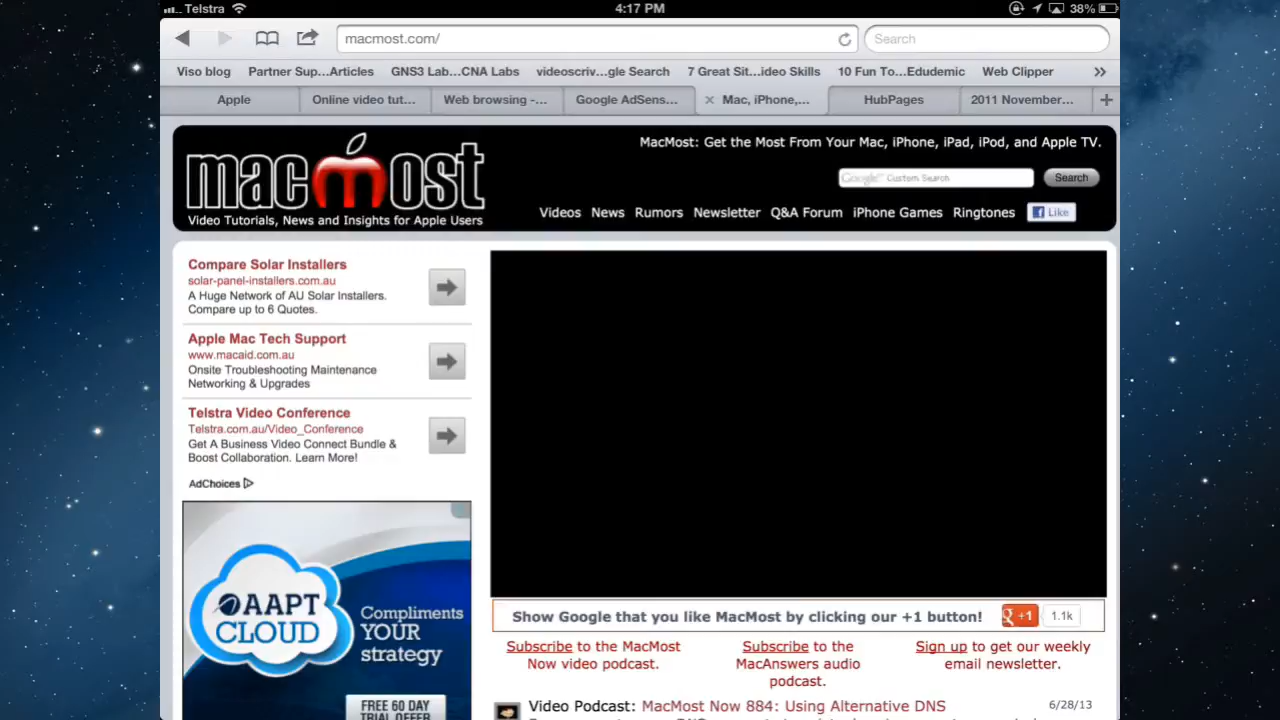 Telstra
4:17 PM
38%
macmost.com/
Search
Viso blog
Partner Sup...Articles
GNS3 Lab...CNA Labs
videoscriv...gle Search
7 Great Sit...ideo Skills
10 Fun To...Edudemic
Web Clipper
Apple
Online video tut...
Web browsing -...
Google AdSens...
Mac, iPhone,...
HubPages
2011 November...
macmost
Video Tutorials, News and Insights for Apple Users
MacMost: Get the Most From Your Mac, iPhone, iPad, iPod, and Apple TV.
Google™ Custom Search
Search
Videos News Rumors Newsletter Q&A Forum iPhone Games Ringtones
Like
Compare Solar Installers
solar-panel-installers.com.au
A Huge Network of AU Solar Installers.
Compare up to 6 Quotes.
Apple Mac Tech Support
www.macaid.com.au
Onsite Troubleshooting Maintenance
Networking & Upgrades
Telstra Video Conference
Telstra.com.au/Video_Conference
Get A Business Video Connect Bundle &
Boost Collaboration. Learn More!
AdChoices
AAPT
CLOUD
Compliments
YOUR
strategy
FREE 60 DAY
TRIAL OFFER
Show Google that you like MacMost by clicking our +1 button!
g +1
1.1k
Subscribe to the MacMost
Now video podcast.
Subscribe to the
MacAnswers audio
podcast.
Sign up to get our weekly
email newsletter.
Video Podcast: MacMost Now 884: Using Alternative DNS
6/28/13